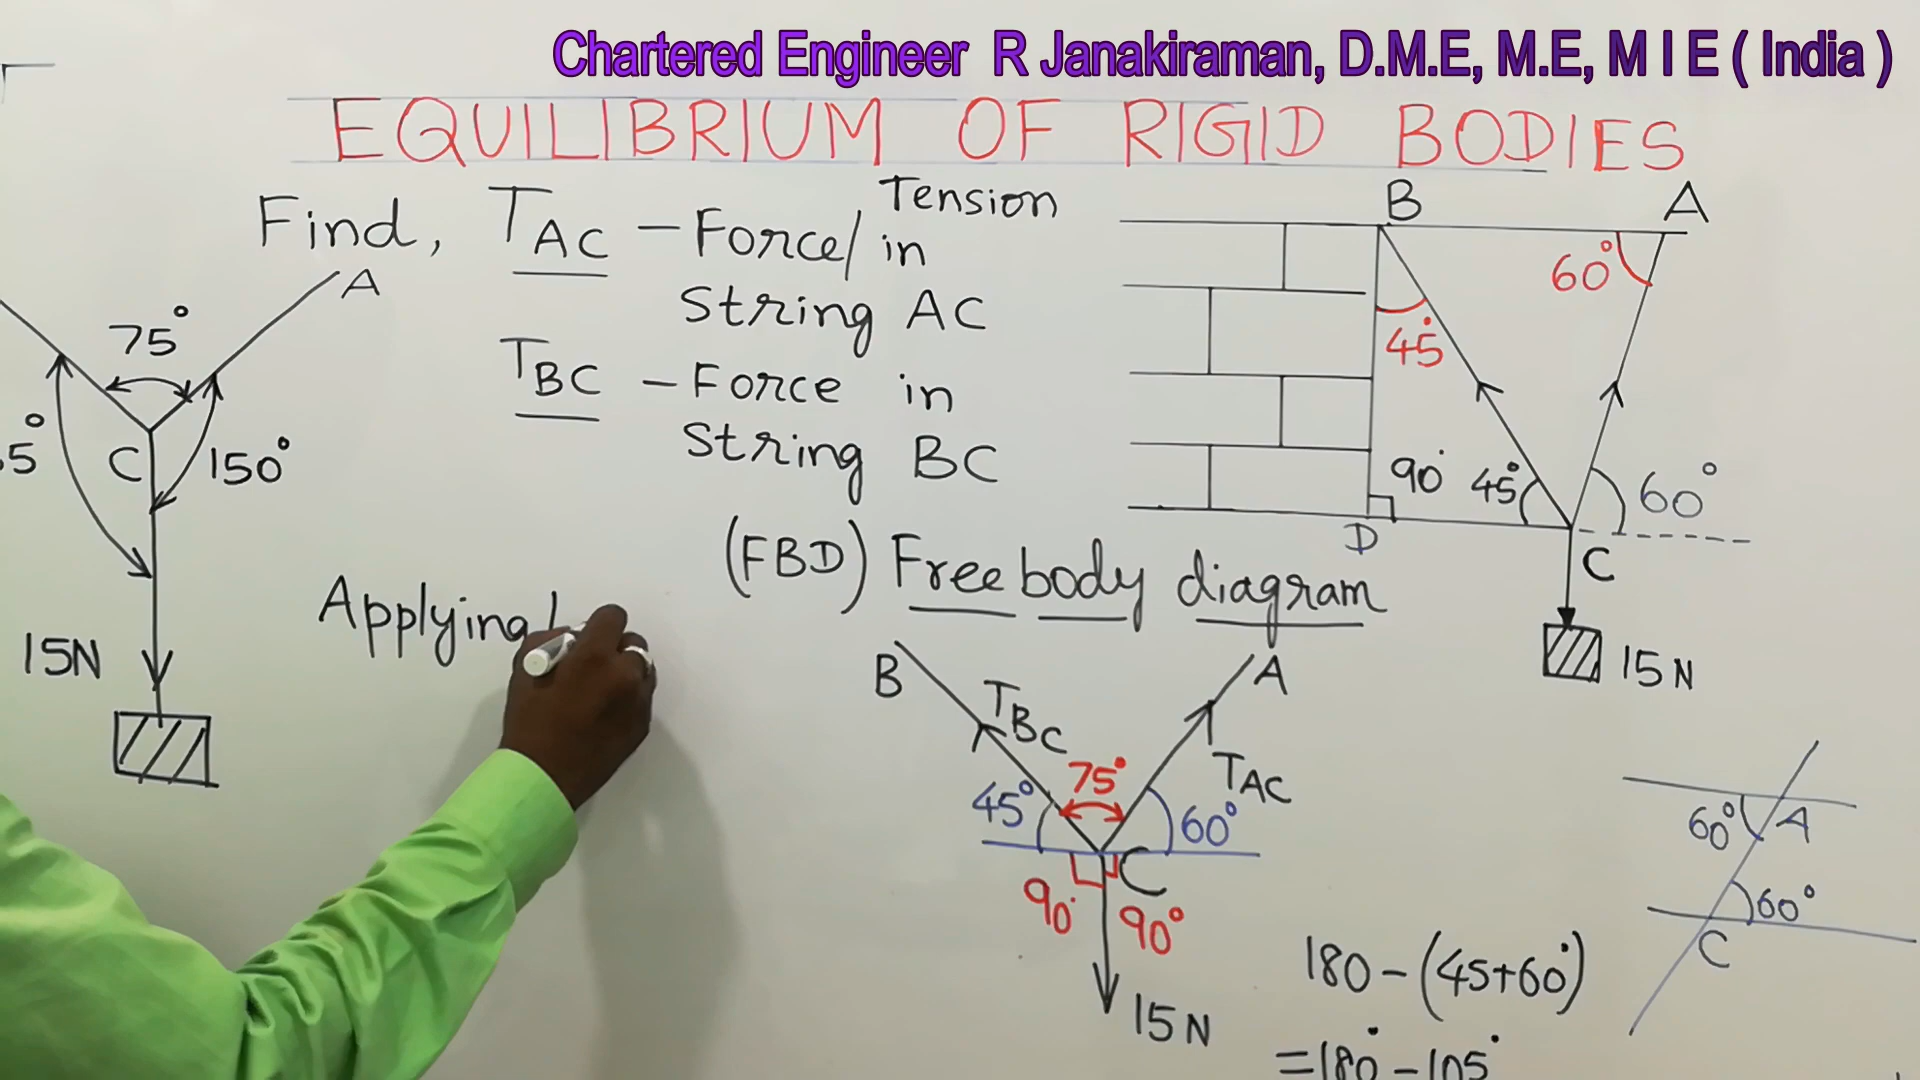 Chartered Engineer R Janakiraman, D.M.E, M.E, M I E ( India )
EQUILIBRIUM OF RIGID BODIES
Find, TAC - Force/Tension in
String AC
TBC - Force in
String BC
A
75°
5°
C
150°
15N
Applying
B
A
60°
45°
90°
45°
60°
D
C
15N
(FBD) Free body diagram
B
TBC
A
TAC
75°
45°
60°
C
90°
90°
15N
60°
A
60°
C
180-(45+60°)
=180°-105°